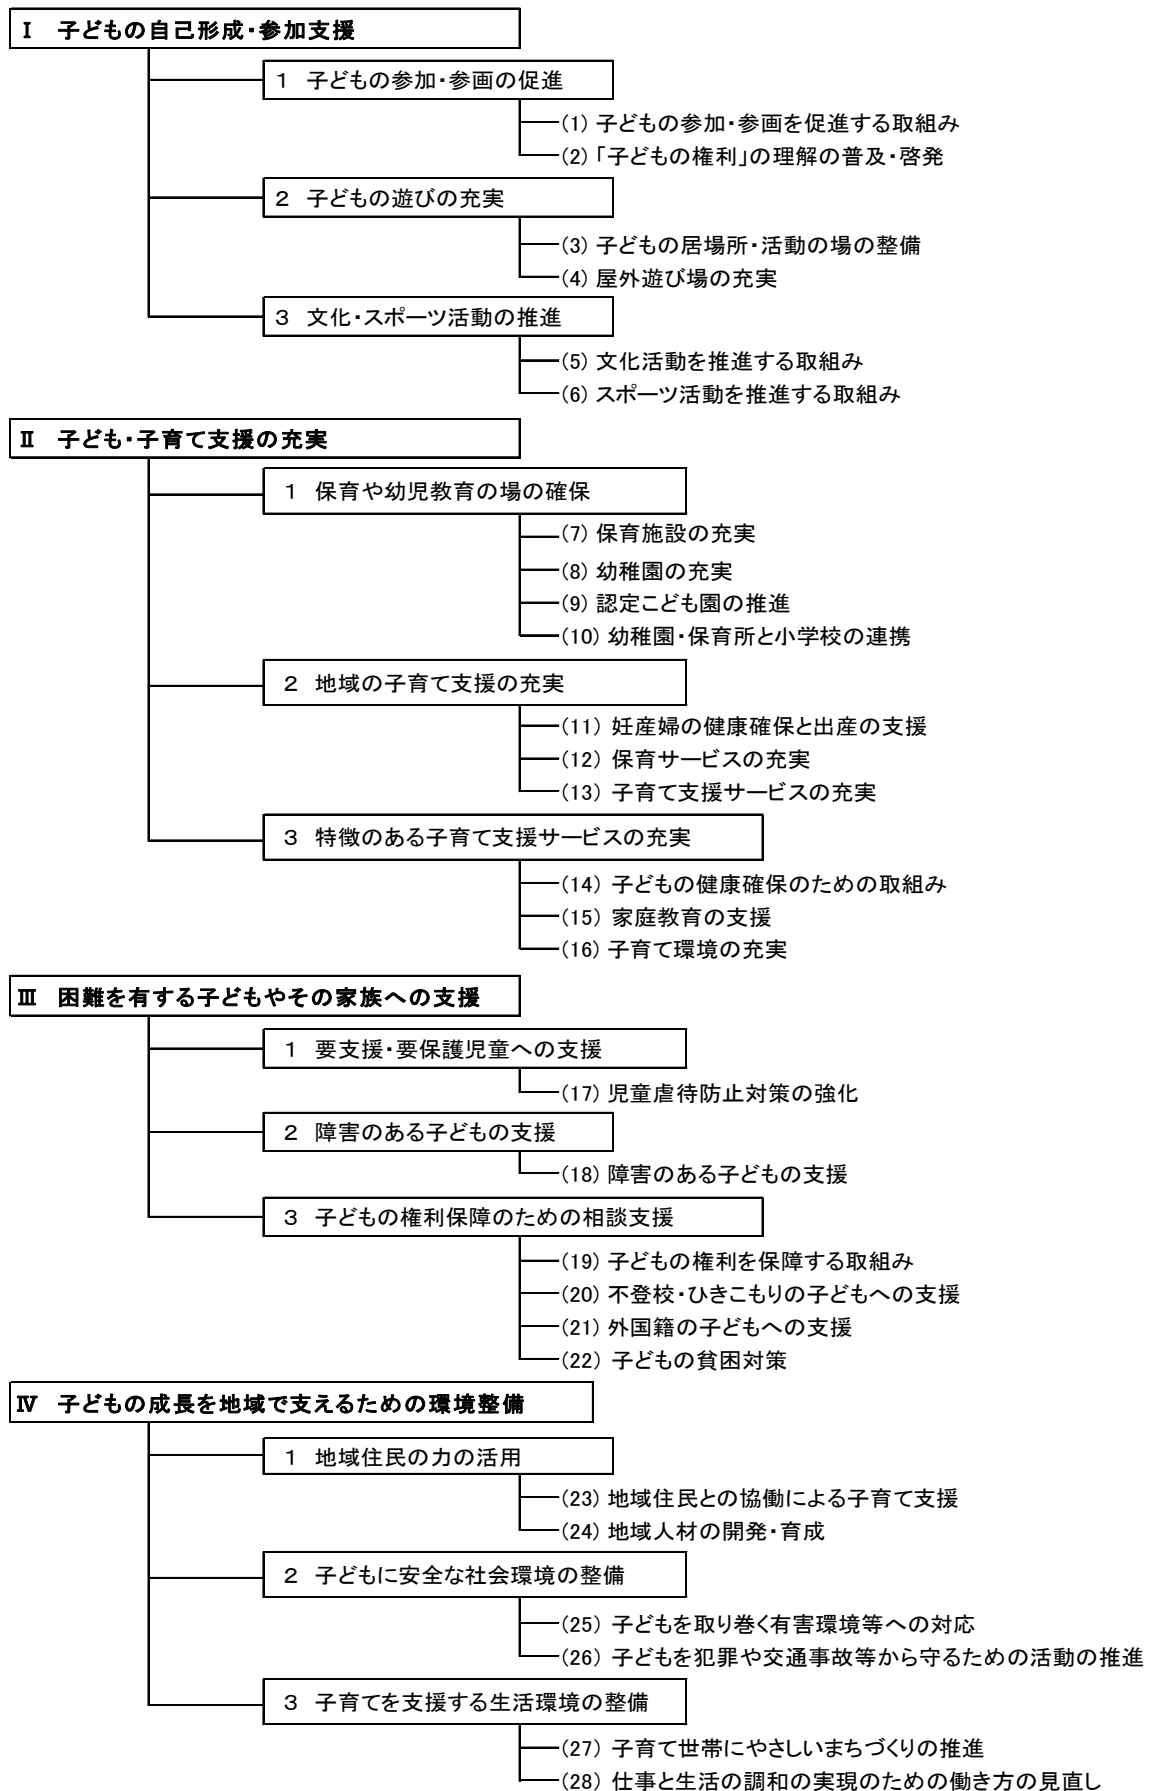 Ⅰ 子どもの自己形成・参加支援
1 子どもの参加・参画の促進
(1) 子どもの参加・参画を促進する取組み
(2) 「子どもの権利」の理解の普及・啓発
2 子どもの遊びの充実
(3) 子どもの居場所・活動の場の整備
(4) 屋外遊び場の充実
3 文化・スポーツ活動の推進
(5) 文化活動を推進する取組み
(6) スポーツ活動を推進する取組み
Ⅱ 子ども・子育て支援の充実
1 保育や幼児教育の場の確保
(7) 保育施設の充実
(8) 幼稚園の充実
(9) 認定こども園の推進
(10) 幼稚園・保育所と小学校の連携
2 地域の子育て支援の充実
(11) 妊産婦の健康確保と出産の支援
(12) 保育サービスの充実
(13) 子育て支援サービスの充実
3 特徴のある子育て支援サービスの充実
(14) 子どもの健康確保のための取組み
(15) 家庭教育の支援
(16) 子育て環境の充実
Ⅲ 困難を有する子どもやその家族への支援
1 要支援・要保護児童への支援
(17) 児童虐待防止対策の強化
2 障害のある子どもの支援
(18) 障害のある子どもの支援
3 子どもの権利保障のための相談支援
(19) 子どもの権利を保障する取組み
(20) 不登校・ひきこもりの子どもへの支援
(21) 外国籍の子どもへの支援
(22) 子どもの貧困対策
Ⅳ 子どもの成長を地域で支えるための環境整備
1 地域住民の力の活用
(23) 地域住民との協働による子育て支援
(24) 地域人材の開発・育成
2 子どもに安全な社会環境の整備
(25) 子どもを取り巻く有害環境等への対応
(26) 子どもを犯罪や交通事故等から守るための活動の推進
3 子育てを支援する生活環境の整備
(27) 子育て世帯にやさしいまちづくりの推進
(28) 仕事と生活の調和の実現のための働き方の見直し